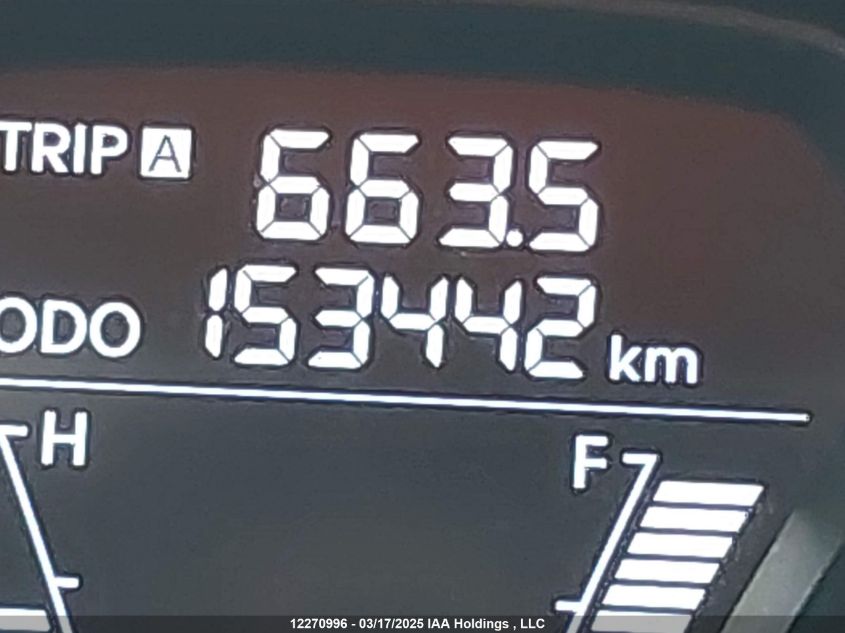 TRIP A 663.5
ODO 153442 km
H F
12270996 - 03/17/2025 IAA Holdings , LLC